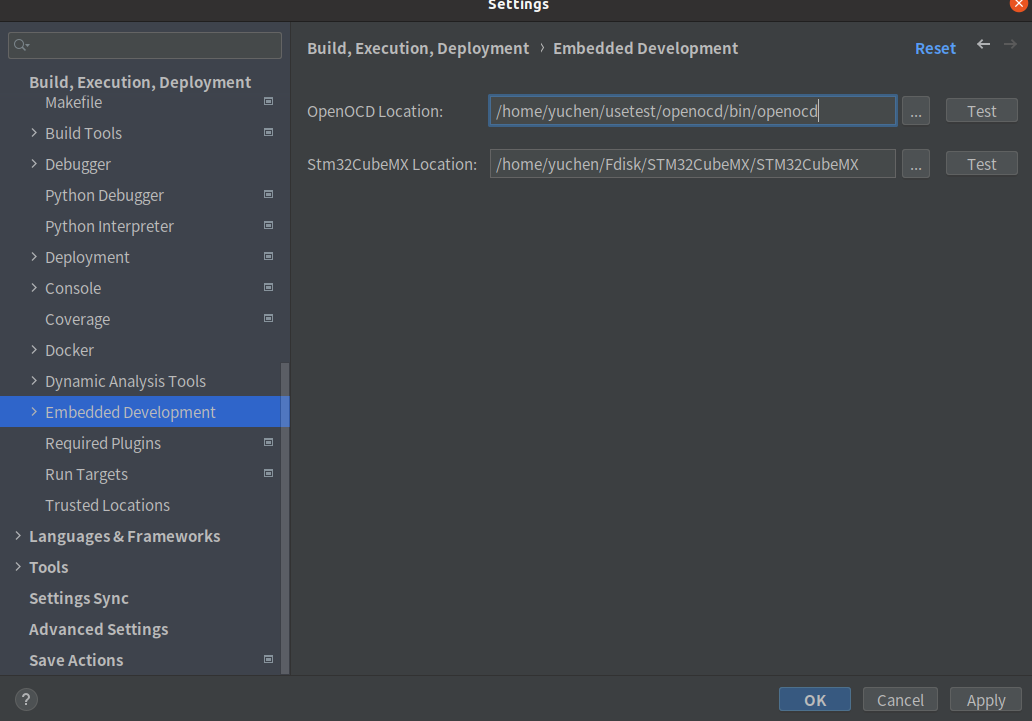 Settings
Build, Execution, Deployment
Makefile
Build Tools
Debugger
Python Debugger
Python Interpreter
Deployment
Console
Coverage
Docker
Dynamic Analysis Tools
Embedded Development
Required Plugins
Run Targets
Trusted Locations
Languages & Frameworks
Tools
Settings Sync
Advanced Settings
Save Actions
Build, Execution, Deployment › Embedded Development Reset
OpenOCD Location: /home/yuchen/usetest/openocd/bin/openocd ... Test
Stm32CubeMX Location: /home/yuchen/Fdisk/STM32CubeMX/STM32CubeMX ... Test
? OK Cancel Apply